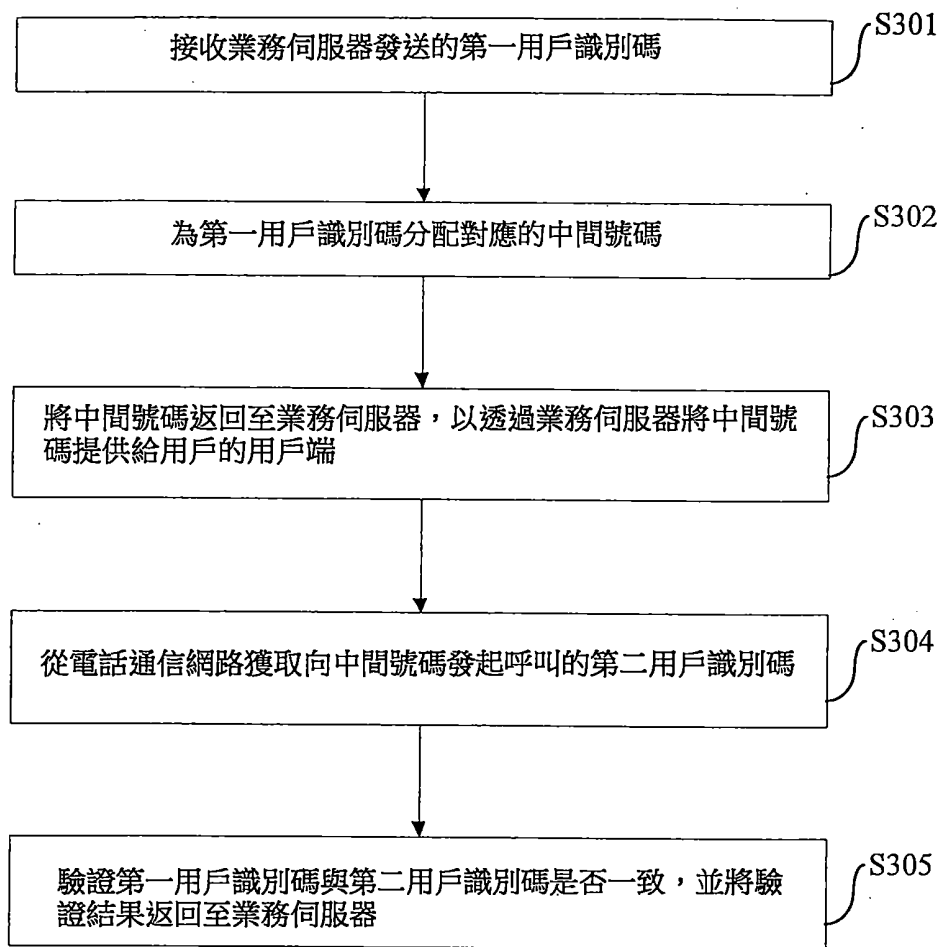 接收業務伺服器發送的第一用戶識別碼
S301
為第一用戶識別碼分配對應的中間號碼
S302
將中間號碼返回至業務伺服器，以透過業務伺服器將中間號
碼提供給用戶的用戶端
S303
從電話通信網路獲取向中間號碼發起呼叫的第二用戶識別碼
S304
驗證第一用戶識別碼與第二用戶識別碼是否一致，並將驗
證結果返回至業務伺服器
S305